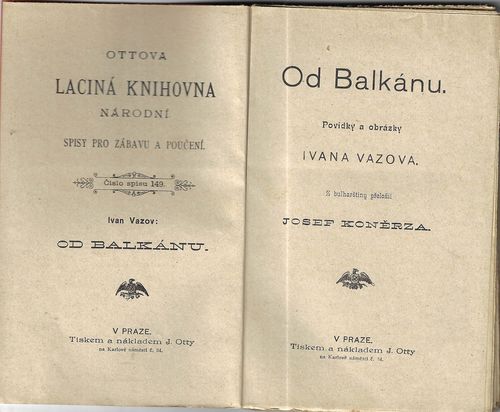 OTTOVA
LACINÁ KNIHOVNA
NÁRODNÍ
SPISY PRO ZÁBAVU A POUČENÍ.
Číslo spisu 149.
Ivan Vazov:
OD BALKÁNU.
V PRAZE.
Tiskem a nákladem J. Otty
na Karlově náměstí č. 34.
Od Balkánu.
Povídky a obrázky
IVANA VAZOVA.
Z bulharštiny přeložil
JOSEF KONĚRZA.
V PRAZE.
Tiskem a nákladem J. Otty
na Karlově náměstí č. 34.